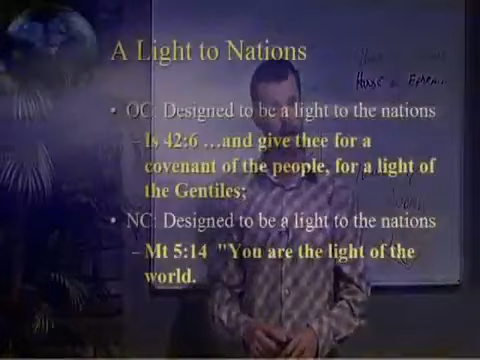 A Light to Nations
• OC: Designed to be a light to the nations
– Is 42:6 ...and give thee for a
covenant of the people, for a light of
the Gentiles;
• NC: Designed to be a light to the nations
– Mt 5:14 "You are the light of the
world.